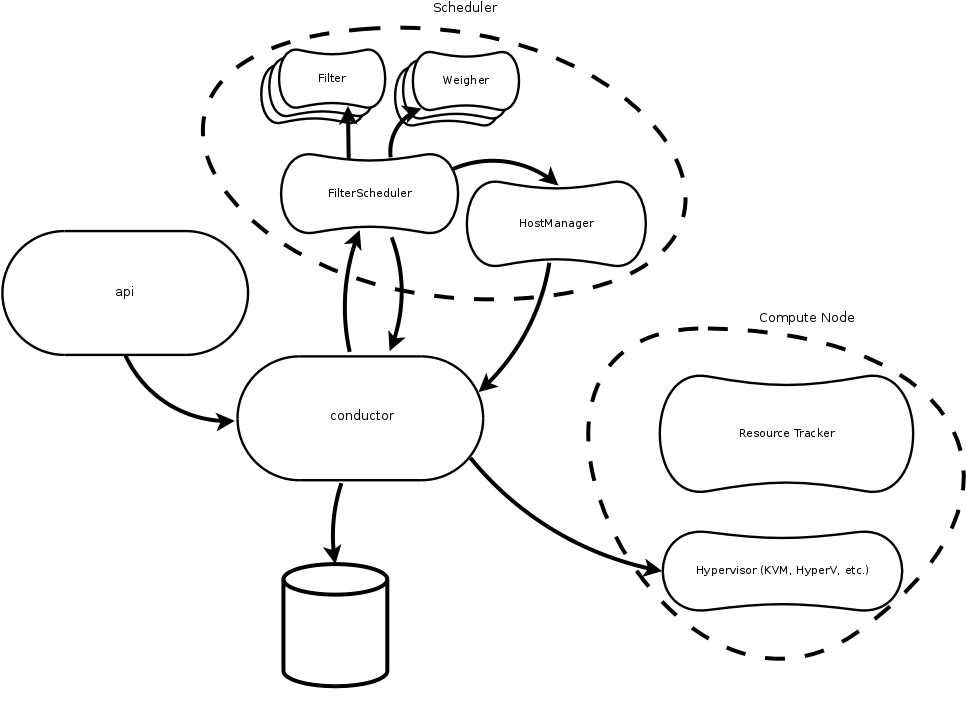 Scheduler
Filter
Weigher
FilterScheduler
HostManager
api
Compute Node
conductor
Resource Tracker
Hypervisor (KVM, HyperV, etc.)